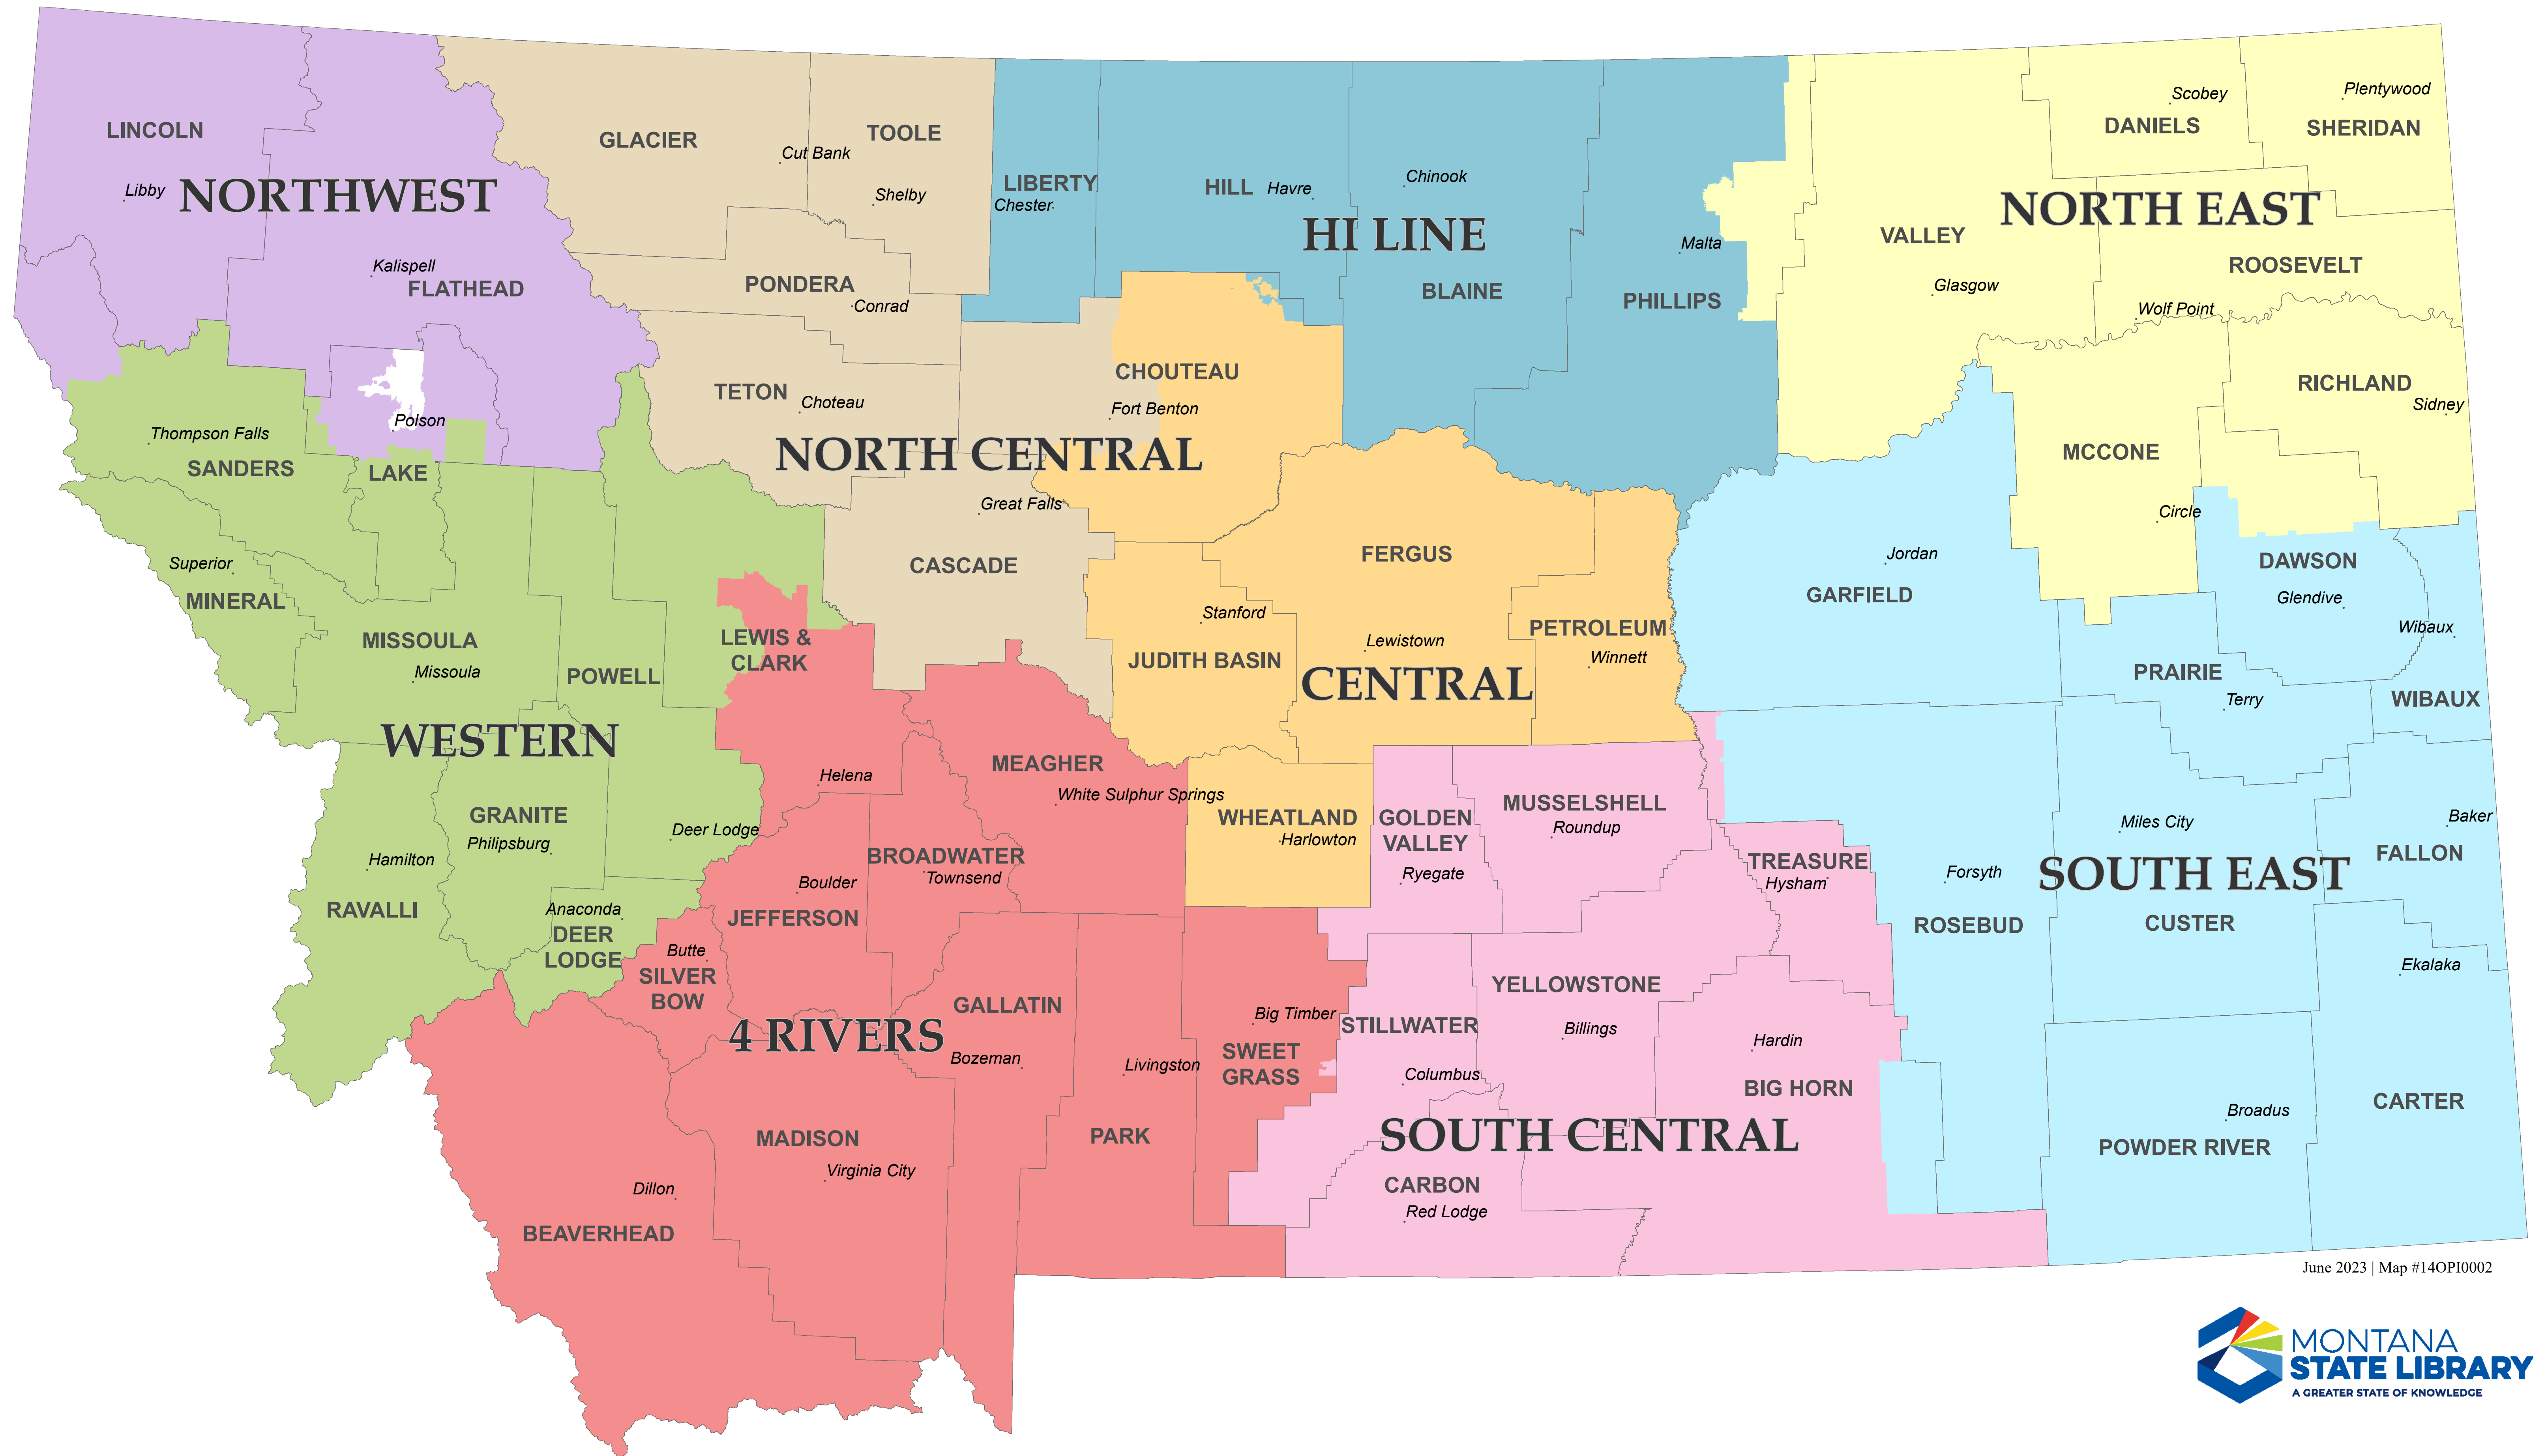 LINCOLN
Libby
NORTHWEST
Kalispell
FLATHEAD
Polson
GLACIER
Cut Bank
TOOLE
Shelby
PONDERA
Conrad
TETON
Choteau
NORTH CENTRAL
CHOUTEAU
Fort Benton
Great Falls
CASCADE
LIBERTY
Chester
HILL
Havre
Chinook
HI LINE
BLAINE
Malta
PHILLIPS
Scobey
DANIELS
Plentywood
SHERIDAN
NORTH EAST
VALLEY
Glasgow
ROOSEVELT
Wolf Point
RICHLAND
Sidney
MCCONE
Circle
Thompson Falls
SANDERS
LAKE
Superior
MINERAL
MISSOULA
Missoula
POWELL
LEWIS &
CLARK
WESTERN
GRANITE
Philipsburg
Deer Lodge
Hamilton
RAVALLI
Anaconda
DEER
LODGE
Helena
MEAGHER
White Sulphur Springs
BROADWATER
Townsend
Boulder
JEFFERSON
Butte
SILVER
BOW
4 RIVERS
GALLATIN
Bozeman
Livingston
PARK
Big Timber
SWEET
GRASS
MADISON
Virginia City
Dillon
BEAVERHEAD
FERGUS
Stanford
JUDITH BASIN
Lewistown
PETROLEUM
Winnett
CENTRAL
WHEATLAND
Harlowton
GOLDEN
VALLEY
Ryegate
MUSSELSHELL
Roundup
TREASURE
Hysham
YELLOWSTONE
Billings
STILLWATER
Columbus
Hardin
BIG HORN
SOUTH CENTRAL
CARBON
Red Lodge
Jordan
GARFIELD
DAWSON
Glendive
Wibaux
PRAIRIE
Terry
WIBAUX
Miles City
Baker
FALLON
SOUTH EAST
Forsyth
ROSEBUD
CUSTER
Ekalaka
CARTER
Broadus
POWDER RIVER
June 2023 | Map #14OPI0002
MONTANA
STATE LIBRARY
A GREATER STATE OF KNOWLEDGE